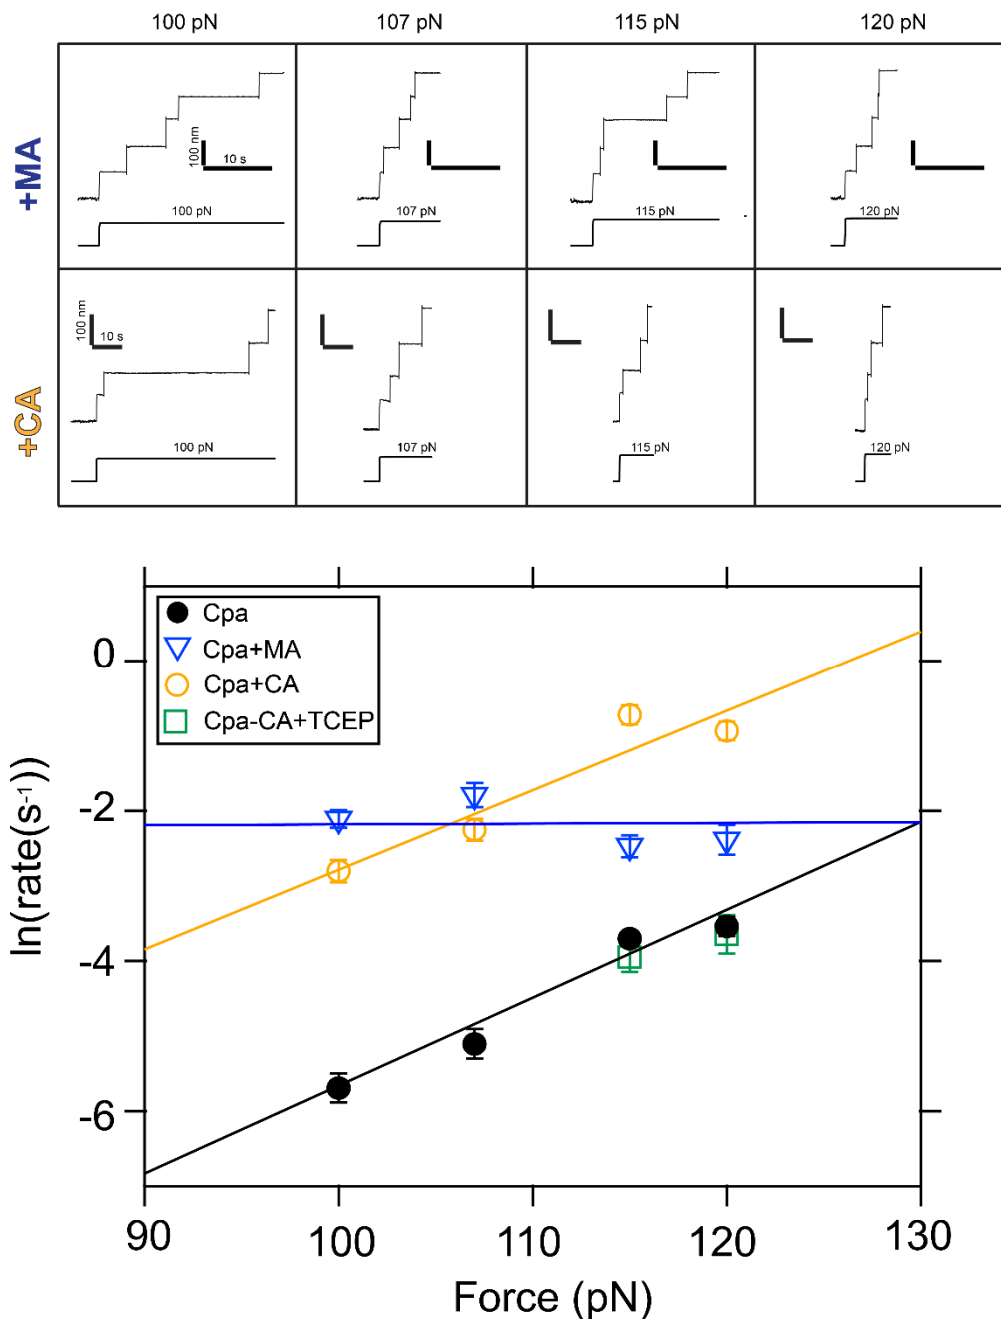 100 pN 107 pN 115 pN 120 pN
+MA
100 nm
10 s
100 pN
107 pN
115 pN
120 pN
+CA
100 nm
10 s
100 pN
107 pN
115 pN
120 pN
Cpa
Cpa+MA
Cpa+CA
Cpa-CA+TCEP
ln(rate(s⁻¹))
0
-2
-4
-6
90 100 110 120 130
Force (pN)